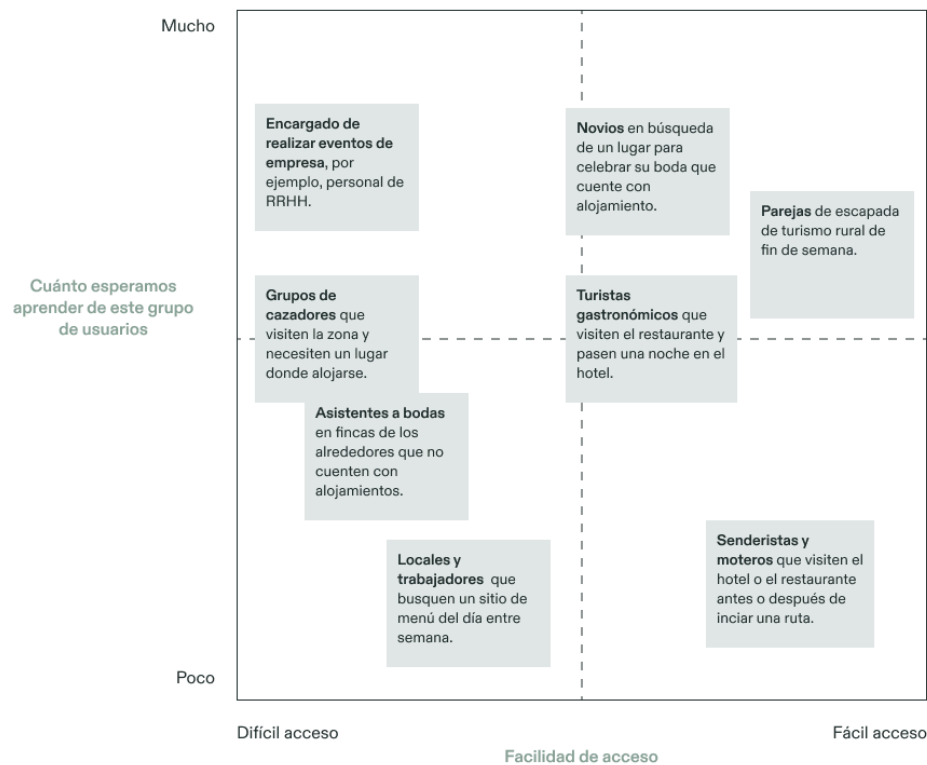 Mucho
Encargado de
realizar eventos de
empresa, por
ejemplo, personal de
RRHH.
Novios en búsqueda
de un lugar para
celebrar su boda que
cuente con
alojamiento.
Parejas de escapada
de turismo rural de
fin de semana.
Cuánto esperamos
aprender de este grupo
de usuarios
Grupos de
cazadores que
visiten la zona y
necesiten un lugar
donde alojarse.
Turistas
gastronómicos que
visiten el restaurante y
pasen una noche en el
hotel.
Asistentes a bodas
en fincas de los
alrededores que no
cuenten con
alojamientos.
Locales y
trabajadores que
busquen un sitio de
menú del día entre
semana.
Senderistas y
moteros que visiten el
hotel o el restaurante
antes o después de
inciar una ruta.
Poco
Difícil acceso
Fácil acceso
Facilidad de acceso